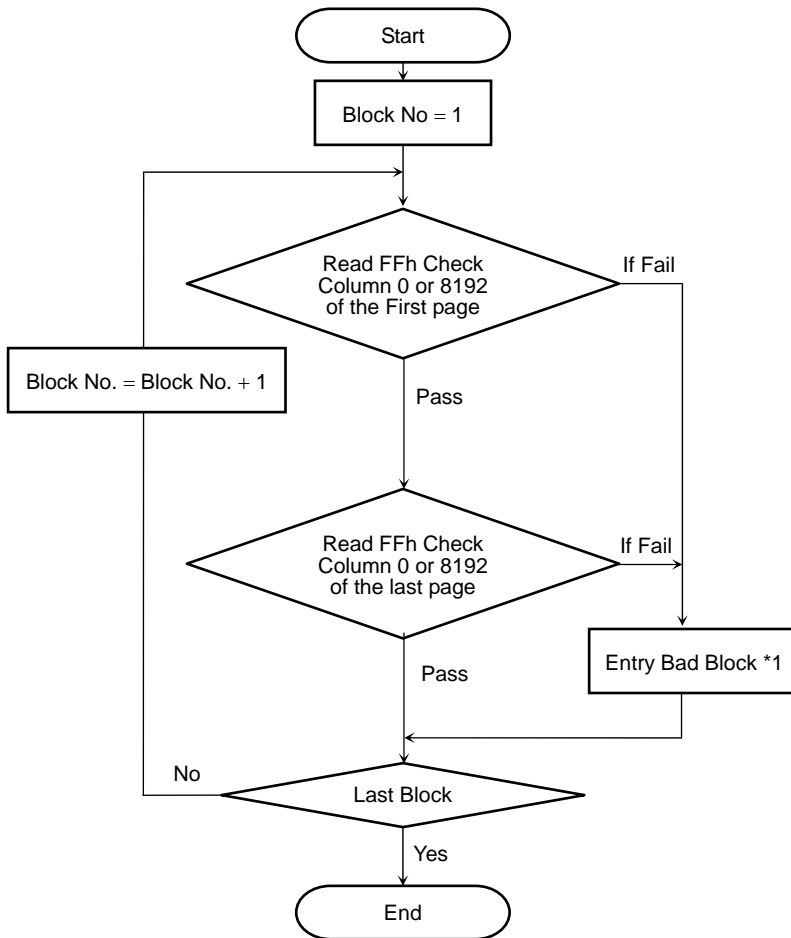 Start
Block No = 1
Read FFh Check
Column 0 or 8192
of the First page
If Fail
Pass
Block No. = Block No. + 1
Read FFh Check
Column 0 or 8192
of the last page
If Fail
Pass
Entry Bad Block *1
No
Last Block
Yes
End